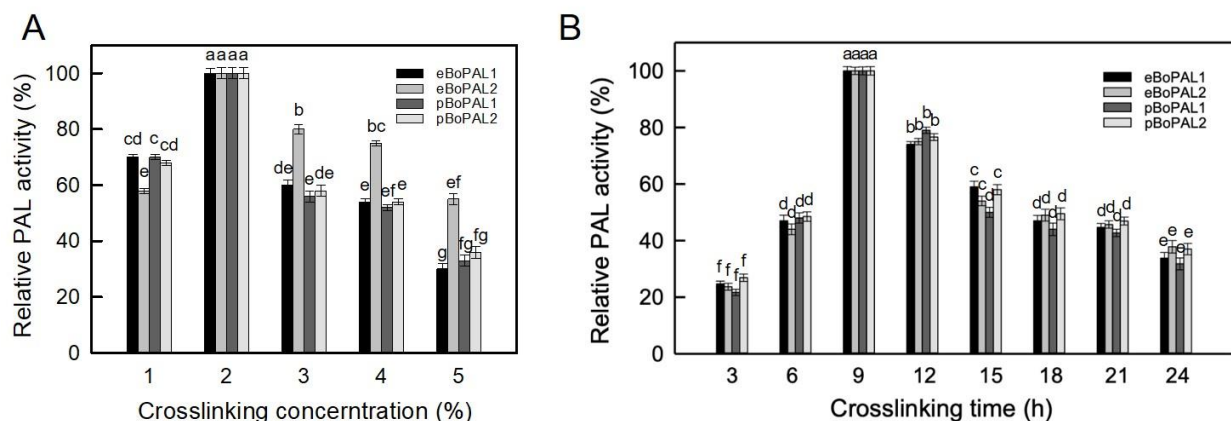 A
Relative PAL activity (%)
100
80
60
40
20
0
cd e c cd
a a a a
de b e de
e bc ef e
g ef fg fg
eBoPAL1
eBoPAL2
pBoPAL1
pBoPAL2
1 2 3 4 5
Crosslinking concerntration (%)
B
Relative PAL activity (%)
100
80
60
40
20
0
f f f f
d d d d
a a a a
b b b b
c c d c
d d d d
d d d d
e e e e
eBoPAL1
eBoPAL2
pBoPAL1
pBoPAL2
3 6 9 12 15 18 21 24
Crosslinking time (h)